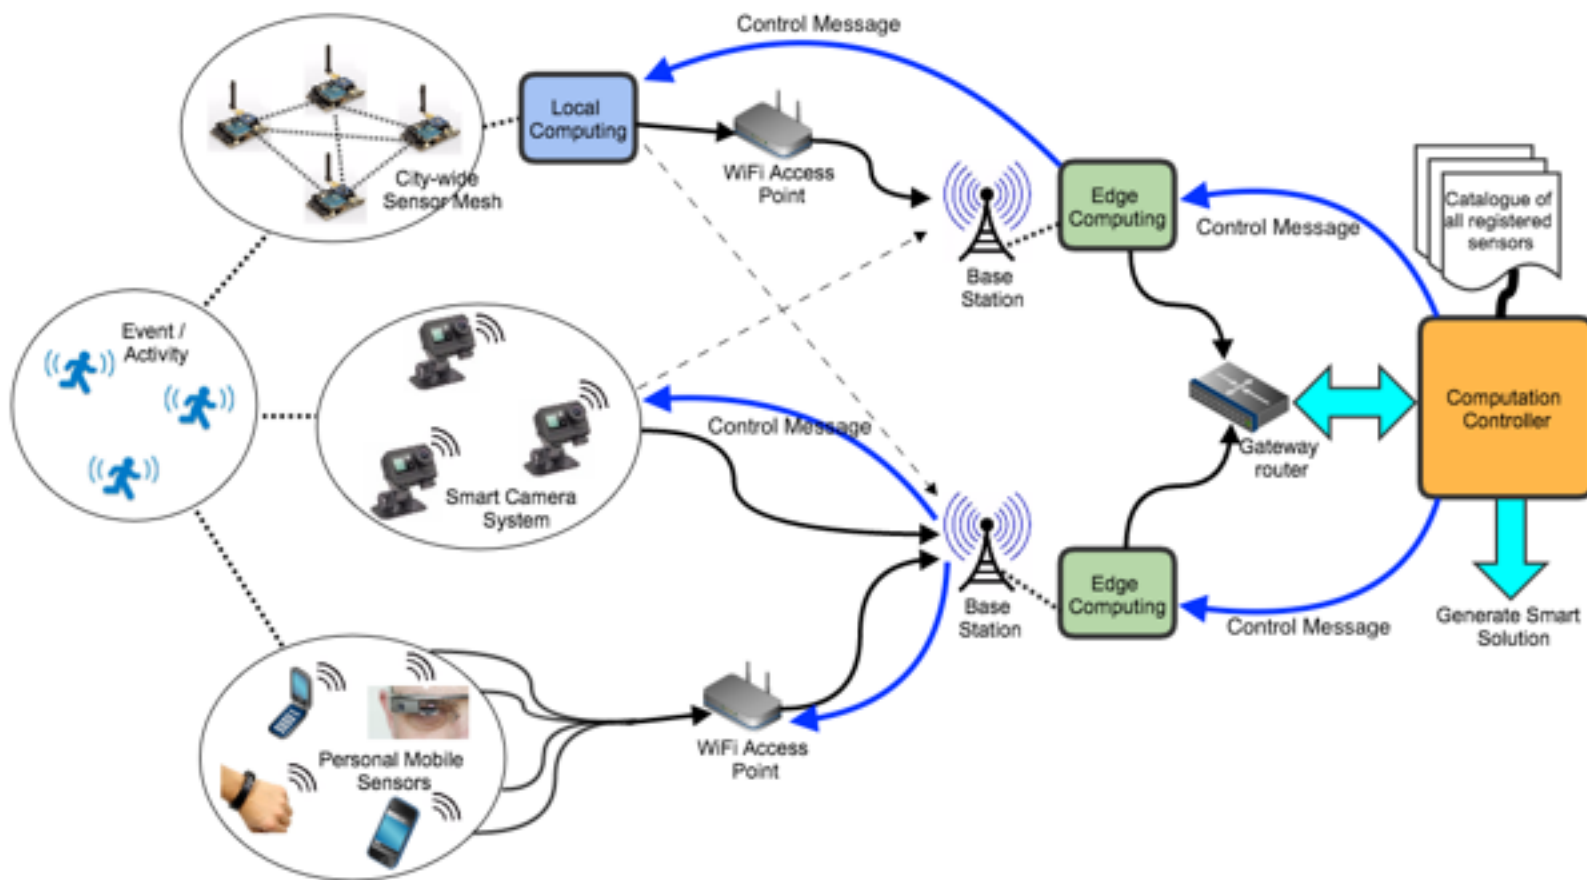 Control Message
Local
Computing
WiFi Access
Point
City-wide
Sensor Mesh
Edge
Computing
Control Message
Catalogue of
all registered
sensors
Base
Station
Event /
Activity
Control Message
Smart Camera
System
Gateway
router
Computation
Controller
Base
Station
Edge
Computing
Control Message
Generate Smart
Solution
Personal Mobile
Sensors
WiFi Access
Point